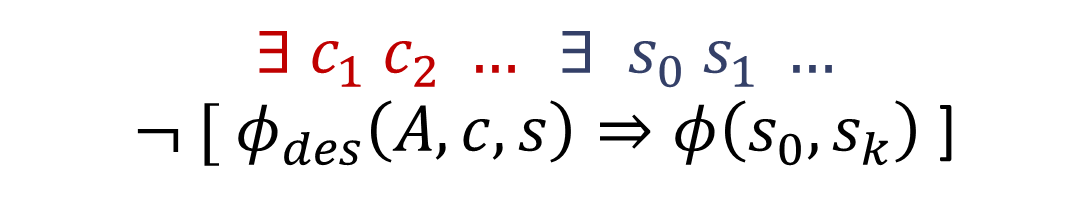 ∃ c₁ c₂ … ∃ s₀ s₁ …
¬ [ ϕ_des(A, c, s) ⇒ ϕ(s₀, s_k) ]